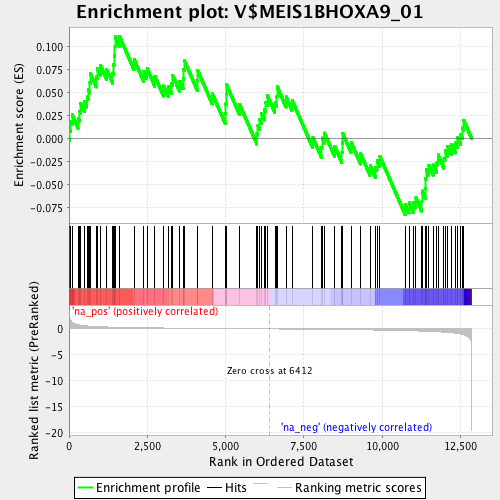 Enrichment plot: V$MEIS1BHOXA9_01
Enrichment score (ES)
0.100
0.075
0.050
0.025
0.000
-0.025
-0.050
-0.075
'na_pos' (positively correlated)
Ranked list metric (PreRanked)
0
-5
-10
-15
-20
Zero cross at 6412
'na_neg' (negatively correlated)
0
2,500
5,000
7,500
10,000
12,500
Rank in Ordered Dataset
Enrichment profile
Hits
Ranking metric scores